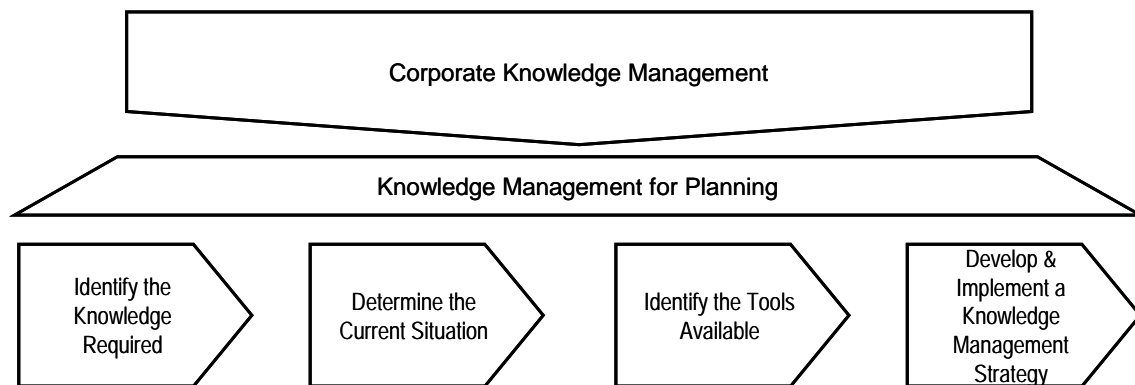 Corporate Knowledge Management
Knowledge Management for Planning
Identify the
Knowledge
Required
Determine the
Current Situation
Identify the Tools
Available
Develop &
Implement a
Knowledge
Management
Strategy